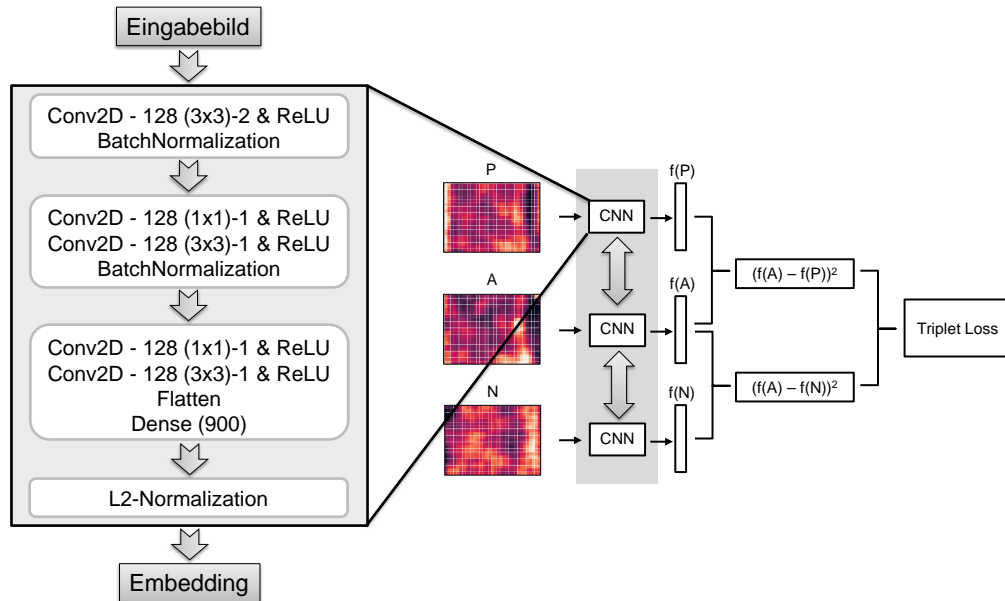 Eingabebild
Conv2D - 128 (3x3)-2 & ReLU
BatchNormalization
Conv2D - 128 (1x1)-1 & ReLU
Conv2D - 128 (3x3)-1 & ReLU
BatchNormalization
Conv2D - 128 (1x1)-1 & ReLU
Conv2D - 128 (3x3)-1 & ReLU
Flatten
Dense (900)
L2-Normalization
Embedding
P
CNN
f(P)
A
CNN
f(A)
N
CNN
f(N)
(f(A) – f(P))²
(f(A) – f(N))²
Triplet Loss